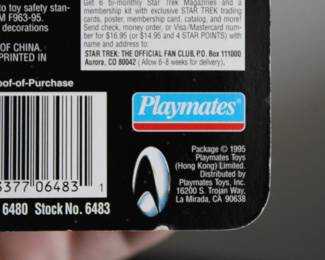 to toy safety stan-
M F963-95.
decorations
OF CHINA.
PRINTED IN
oof-of-Purchase
Get 6 bi-monthly Star Trek Magazines and a
membership kit with exclusive STAR TREK trading
cards, poster, membership card, catalog, and more!
Send check, money order, or Visa/Mastercard number
for $16.95 (or $14.95 and 4 STAR POINTS) with
name and address to:
STAR TREK: THE OFFICIAL FAN CLUB, P.O. Box 111000
Aurora, CO 80042 (Allow 6-8 weeks for delivery).
Playmates®
Package © 1995
Playmates Toys
(Hong Kong) Limited.
Distributed by
Playmates Toys, Inc.
16200 S. Trojan Way,
La Mirada, CA 90638
3377 06483 1
6480 Stock No. 6483